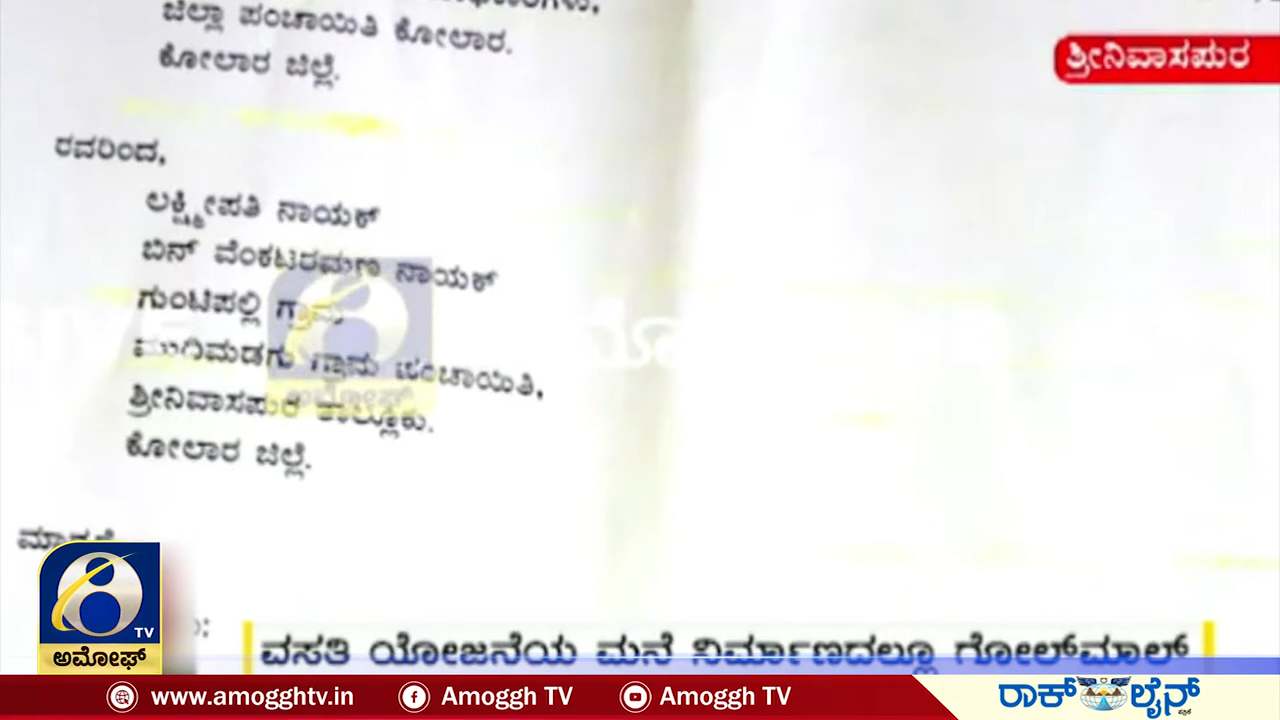 ಜಿಲ್ಲಾ ಪಂಚಾಯಿತಿ ಕೋಲಾರ.
ಕೋಲಾರ ಜಿಲ್ಲೆ.
ಶ್ರೀನಿವಾಸಪುರ
ರವರಿಂದ,
ಲಕ್ಷ್ಮೀಪತಿ ನಾಯಕ್
ಬಿನ್ ವೆಂಕಟರಮಣ ನಾಯಕ್
ಗುಂಟಿಪಲ್ಲಿ ಗ್ರಾಮ
ಗ್ರಾಮ ಪಂಚಾಯಿತಿ,
ಶ್ರೀನಿವಾಸಪುರ ತಾಲ್ಲೂಕು.
ಕೋಲಾರ ಜಿಲ್ಲೆ.
TV
ಅಮೋಘ್
ವಸತಿ ಯೋಜನೆಯ ಮನೆ ನಿರ್ಮಾಣದಲ್ಲೂ ಗೋಲ್‌ಮಾಲ್
www.amogghtv.in
Amoggh TV
Amoggh TV
ರಾಕ್ ಲೈನ್